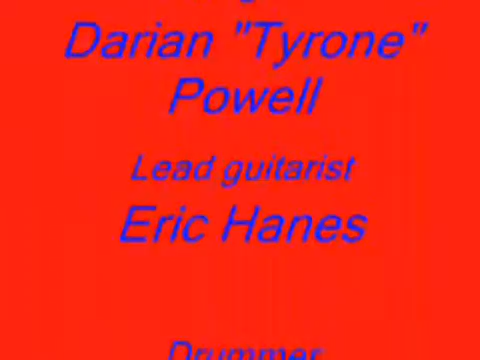 Darian "Tyrone"
Powell
Lead guitarist
Eric Hanes
Drummer